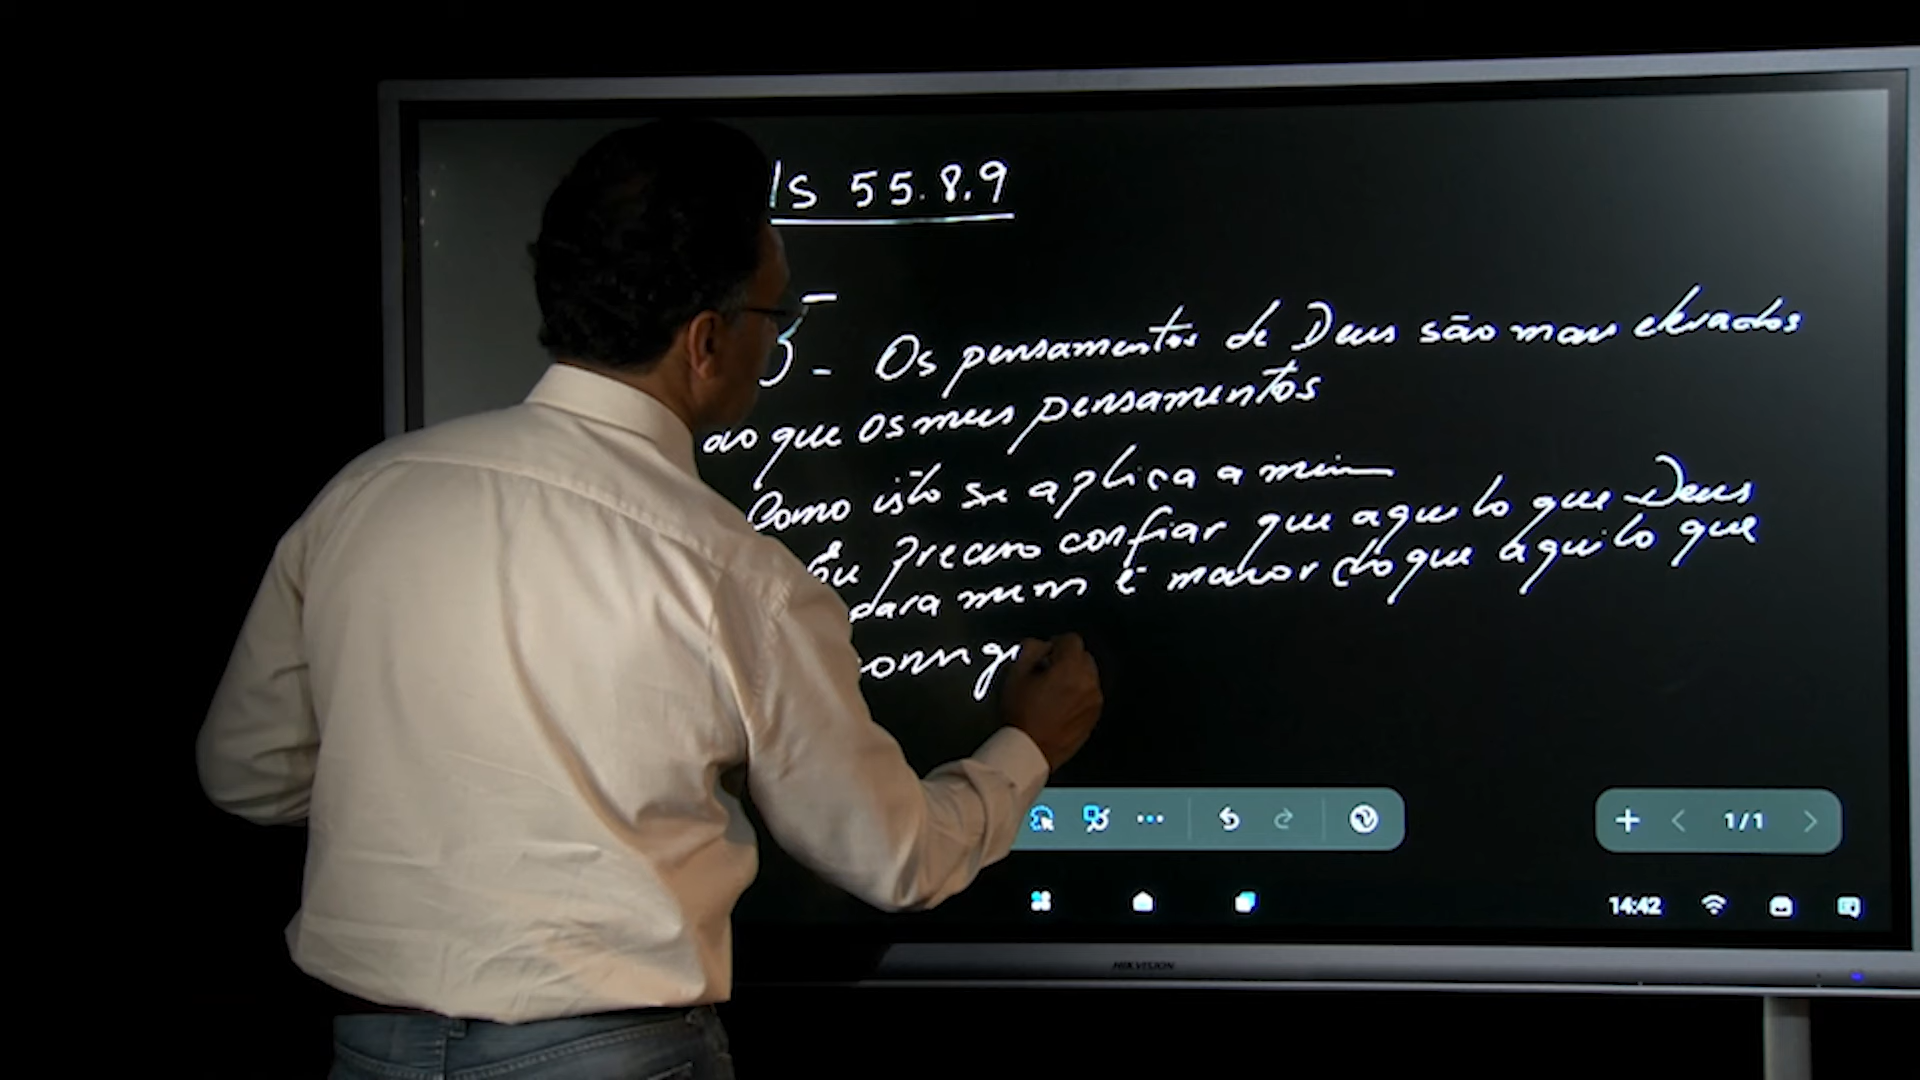 Is 55.8.9
- Os pensamentos de Deus são mais elevados
do que os meus pensamentos
Como isto se aplica a mim
Eu preciso confiar que aquilo que Deus
para mim é maior do que aquilo que
14:42
1/1
HIKVISION